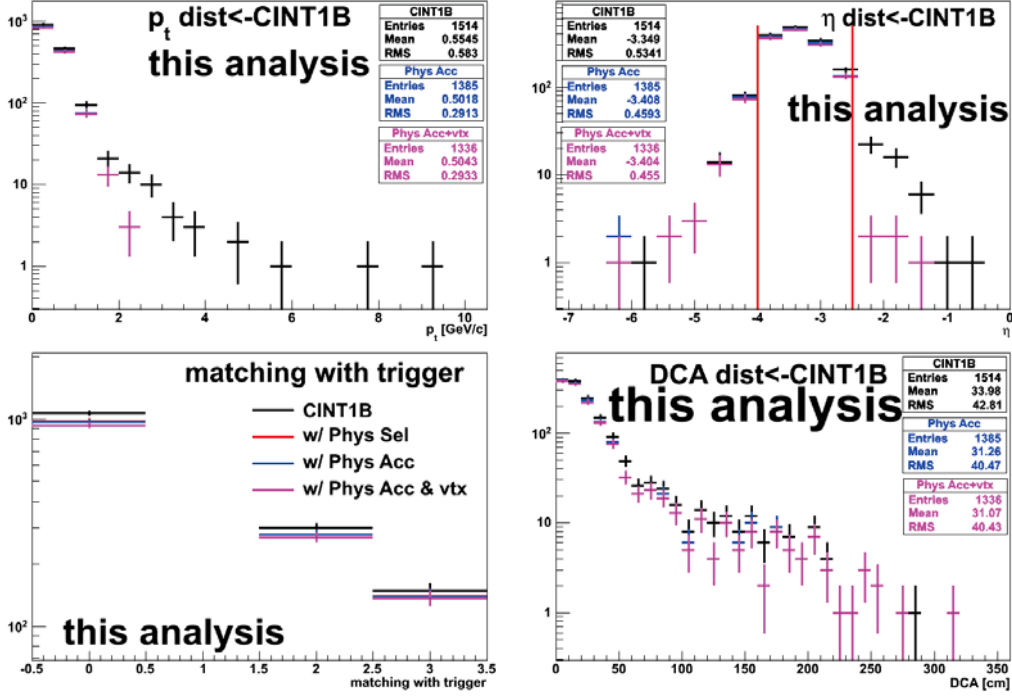 p_t dist<-CINT1B
this analysis
CINT1B
Entries 1514
Mean 0.5545
RMS 0.583
Phys Acc
Entries 1385
Mean 0.5018
RMS 0.2913
Phys Acc+vtx
Entries 1336
Mean 0.5043
RMS 0.2933
10³
10²
10
1
0 2 4 6 8 10
p_t [GeV/c]
η dist<-CINT1B
this analysis
CINT1B
Entries 1514
Mean -3.349
RMS 0.5341
Phys Acc
Entries 1385
Mean -3.408
RMS 0.4593
Phys Acc+vtx
Entries 1336
Mean -3.404
RMS 0.455
10²
10
1
-7 -6 -5 -4 -3 -2 -1 0
η
matching with trigger
CINT1B
w/ Phys Sel
w/ Phys Acc
w/ Phys Acc & vtx
this analysis
10³
10²
-0.5 0 0.5 1 1.5 2 2.5 3 3.5
matching with trigger
DCA dist<-CINT1B
this analysis
CINT1B
Entries 1514
Mean 33.98
RMS 42.81
Phys Acc
Entries 1385
Mean 31.26
RMS 40.47
Phys Acc+vtx
Entries 1336
Mean 31.07
RMS 40.43
10²
10
1
0 50 100 150 200 250 300 350
DCA [cm]